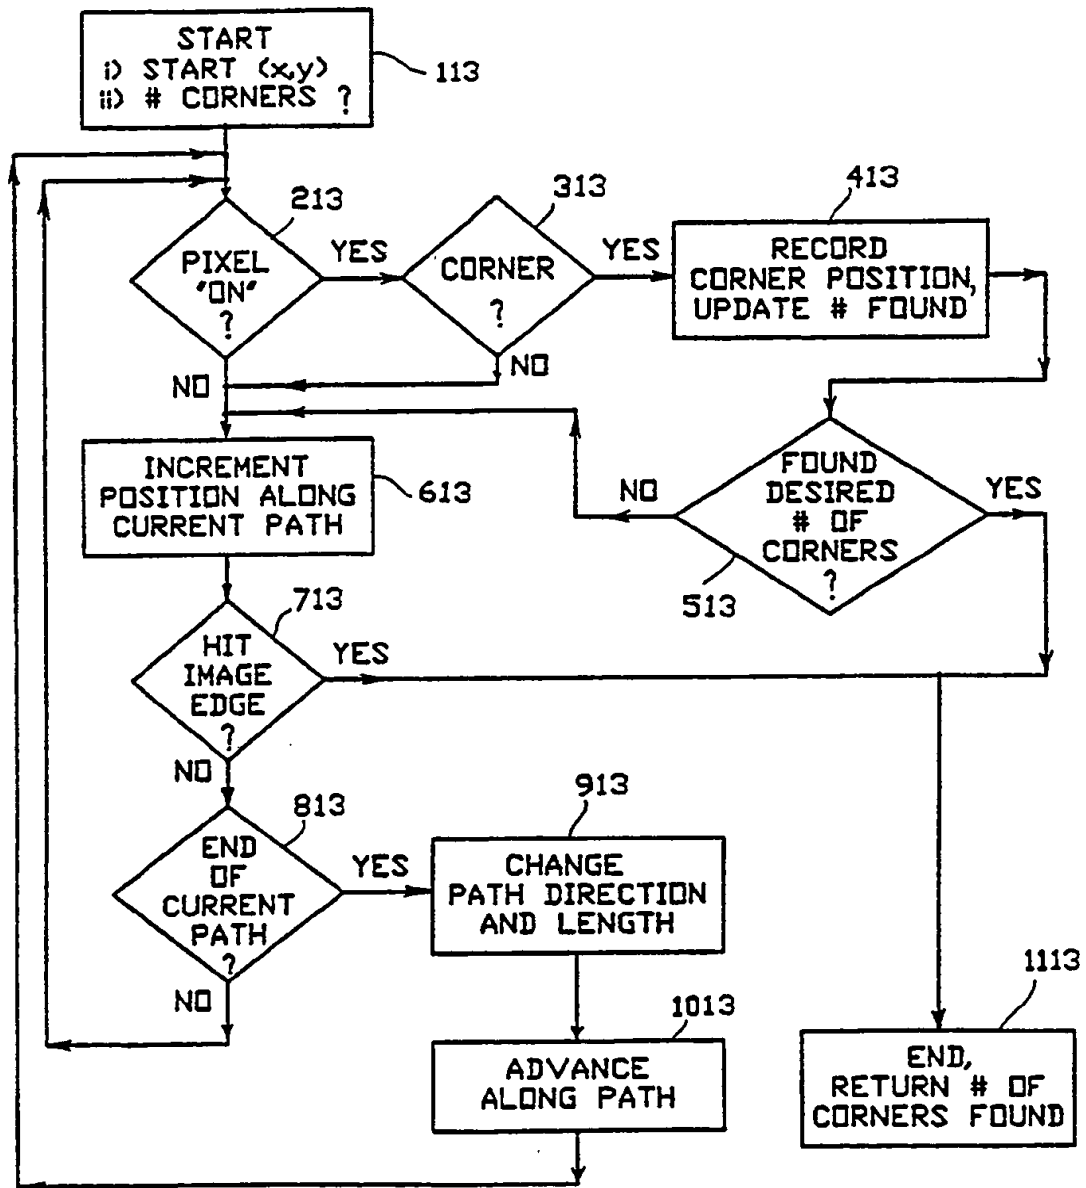 START
i) START (x,y)
ii) # CORNERS ?
113
213
PIXEL
"ON"
?
YES
NO
313
CORNER
?
YES
NO
413
RECORD
CORNER POSITION,
UPDATE # FOUND
FOUND
DESIRED
# OF
CORNERS
?
NO
YES
513
INCREMENT
POSITION ALONG
CURRENT PATH
613
713
HIT
IMAGE
EDGE
?
YES
NO
813
END
OF
CURRENT
PATH
?
YES
NO
913
CHANGE
PATH DIRECTION
AND LENGTH
1013
ADVANCE
ALONG PATH
1113
END,
RETURN # OF
CORNERS FOUND